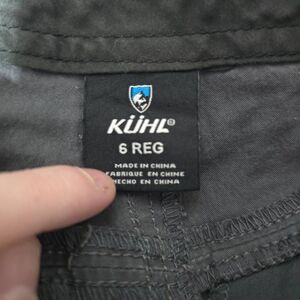 KÜHL®
6 REG
MADE IN CHINA
FABRIQUE EN CHINE
HECHO EN CHINA